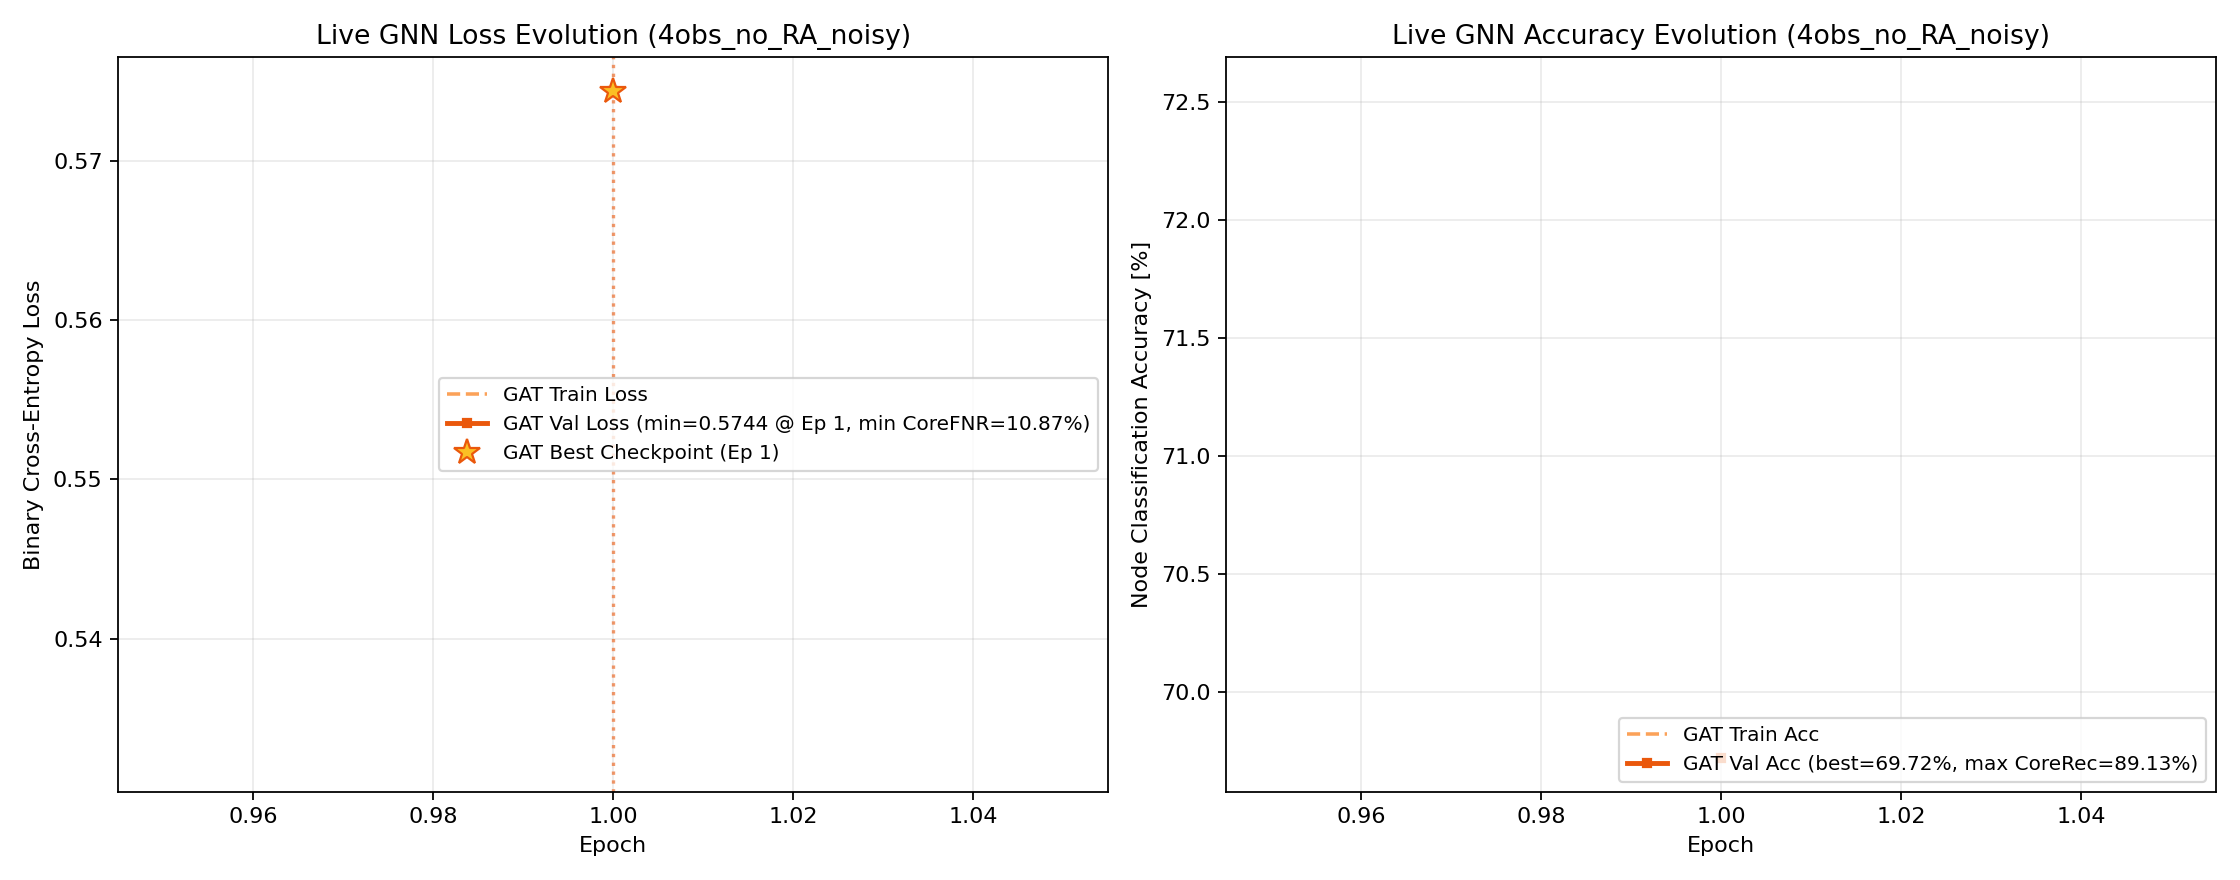 Live GNN Loss Evolution (4obs_no_RA_noisy)
Binary Cross-Entropy Loss
0.57
0.56
0.55
0.54
GAT Train Loss
GAT Val Loss (min=0.5744 @ Ep 1, min CoreFNR=10.87%)
GAT Best Checkpoint (Ep 1)
0.96 0.98 1.00 1.02 1.04
Epoch
Live GNN Accuracy Evolution (4obs_no_RA_noisy)
Node Classification Accuracy [%]
72.5
72.0
71.5
71.0
70.5
70.0
GAT Train Acc
GAT Val Acc (best=69.72%, max CoreRec=89.13%)
0.96 0.98 1.00 1.02 1.04
Epoch